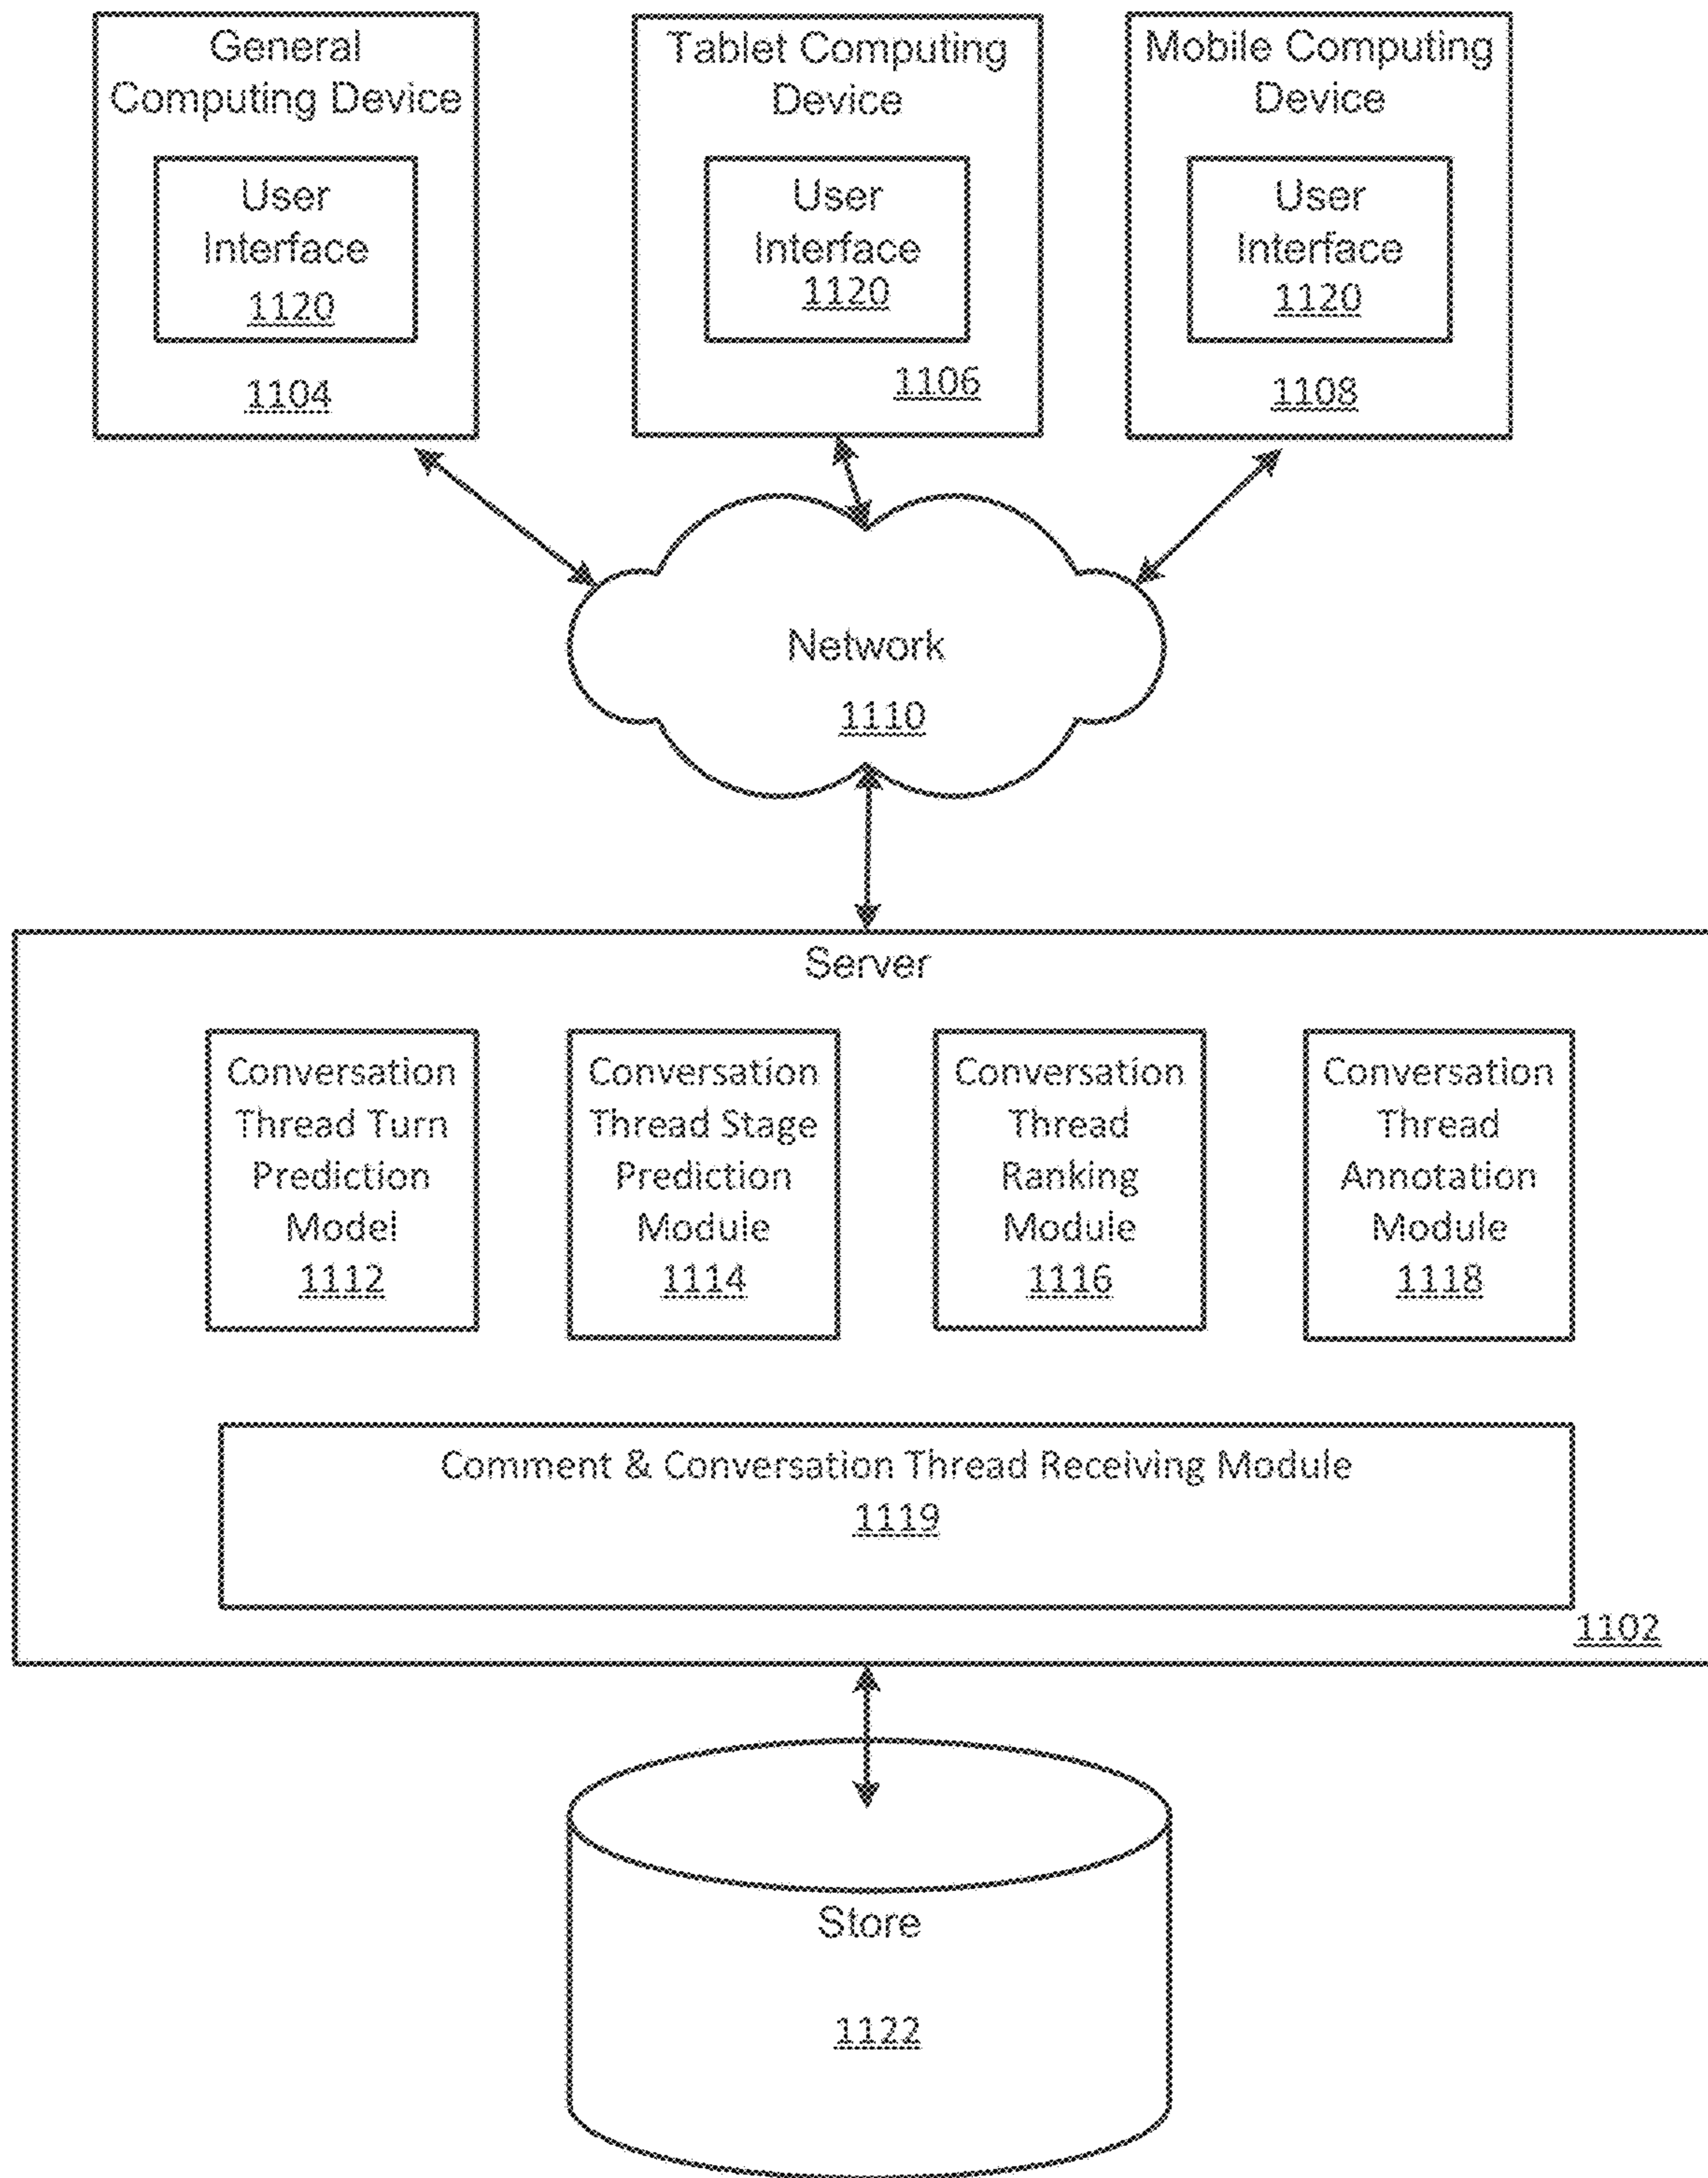 General
Computing Device
User
Interface
1120
1104
Tablet Computing
Device
User
Interface
1120
1106
Mobile Computing
Device
User
Interface
1120
1108
Network
1110
Server
Conversation
Thread Turn
Prediction
Model
1112
Conversation
Thread Stage
Prediction
Module
1114
Conversation
Thread
Ranking
Module
1116
Conversation
Thread
Annotation
Module
1118
Comment & Conversation Thread Receiving Module
1119
1102
Store
1122